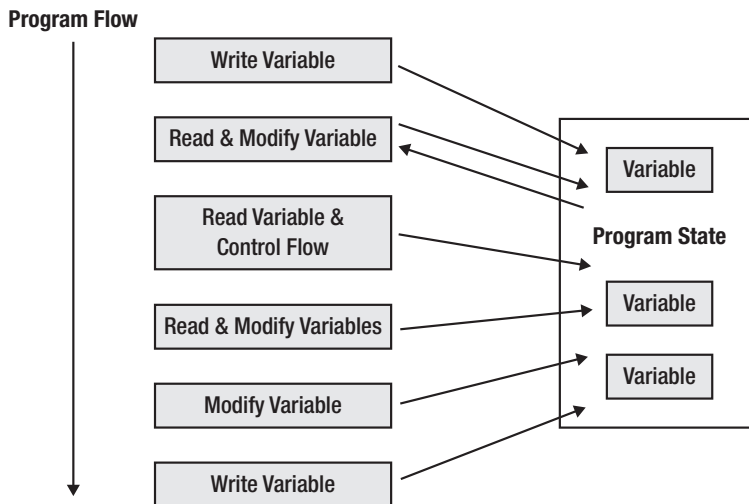 Program Flow
Write Variable
Read & Modify Variable
Variable
Read Variable &
Control Flow
Program State
Variable
Read & Modify Variables
Variable
Modify Variable
Write Variable